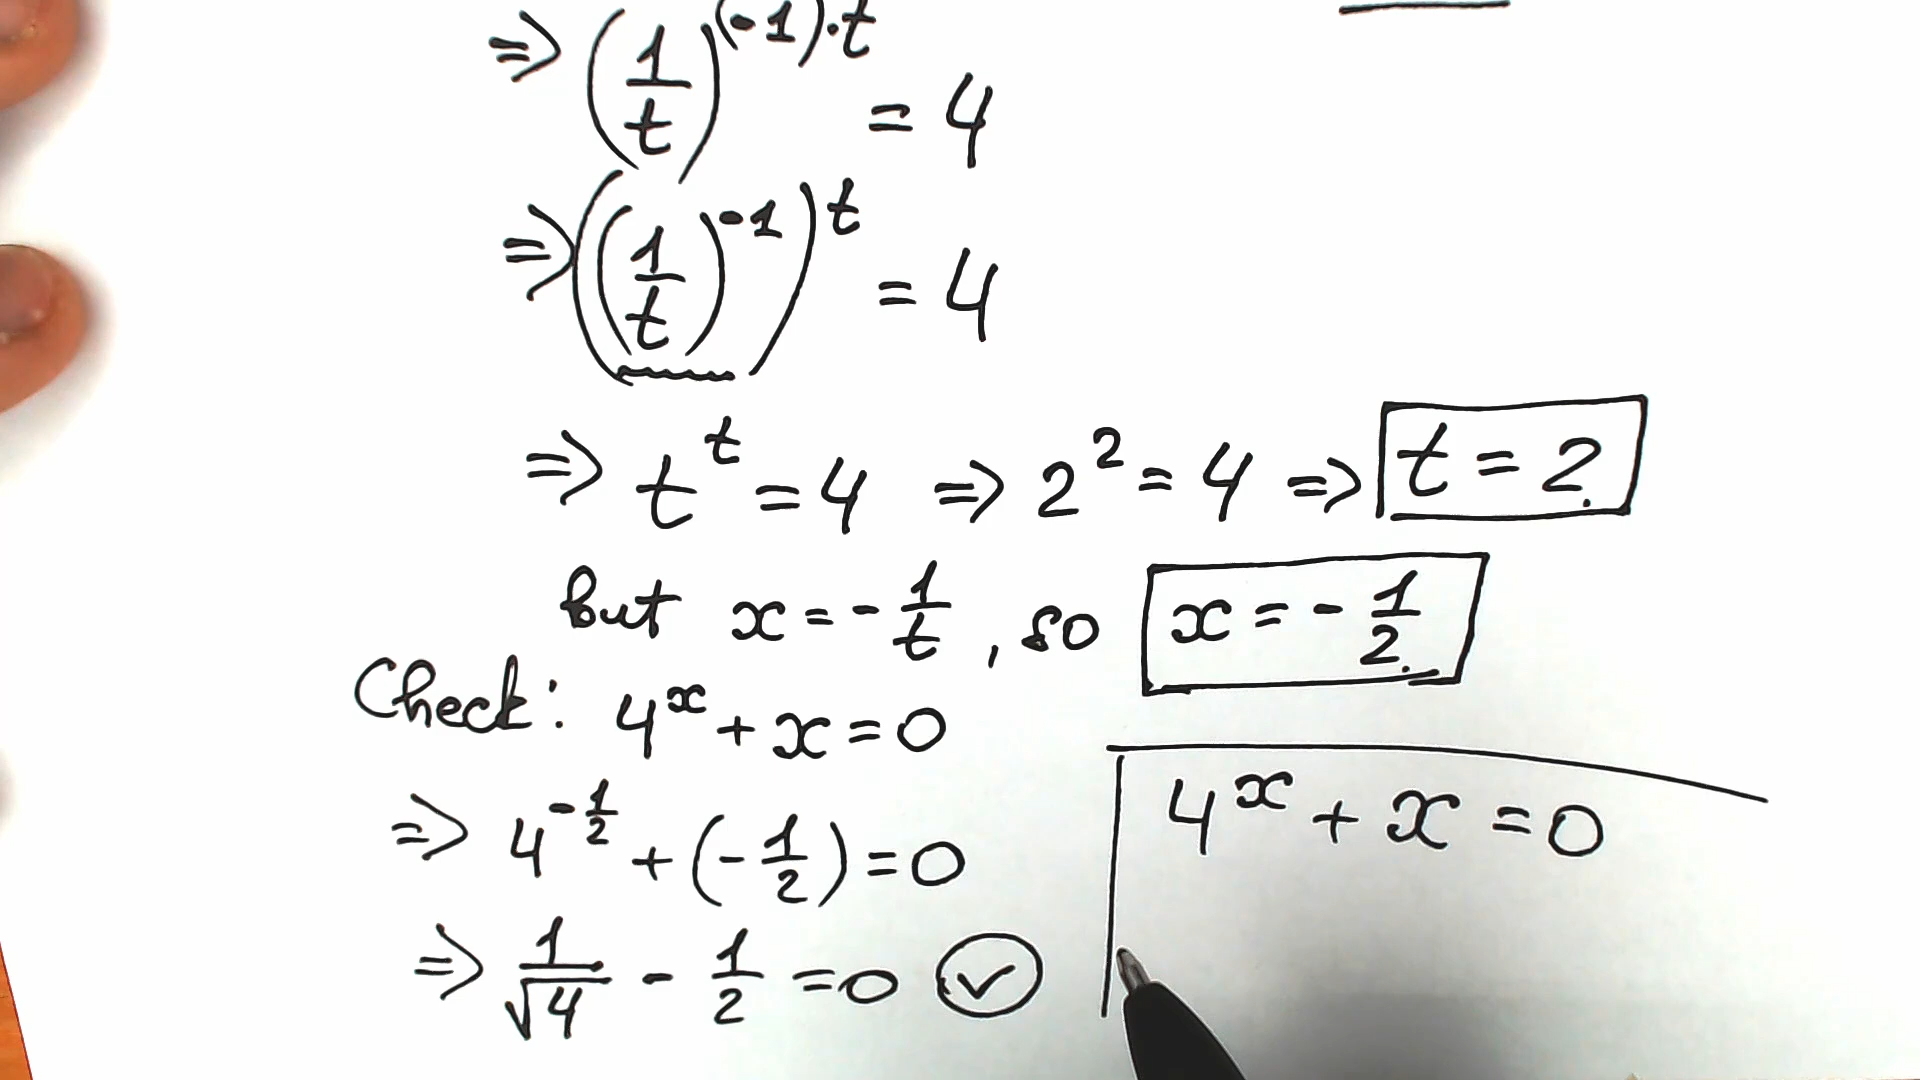 => (1/t)^((-1)·t) = 4
=> ((1/t)^(-1))^t = 4
=> t^t = 4 => 2^2 = 4 => t = 2
but x = - 1/t , so x = - 1/2
Check: 4^x + x = 0
=> 4^(-1/2) + (-1/2) = 0
=> 1/√4 - 1/2 = 0 ✓
4^x + x = 0